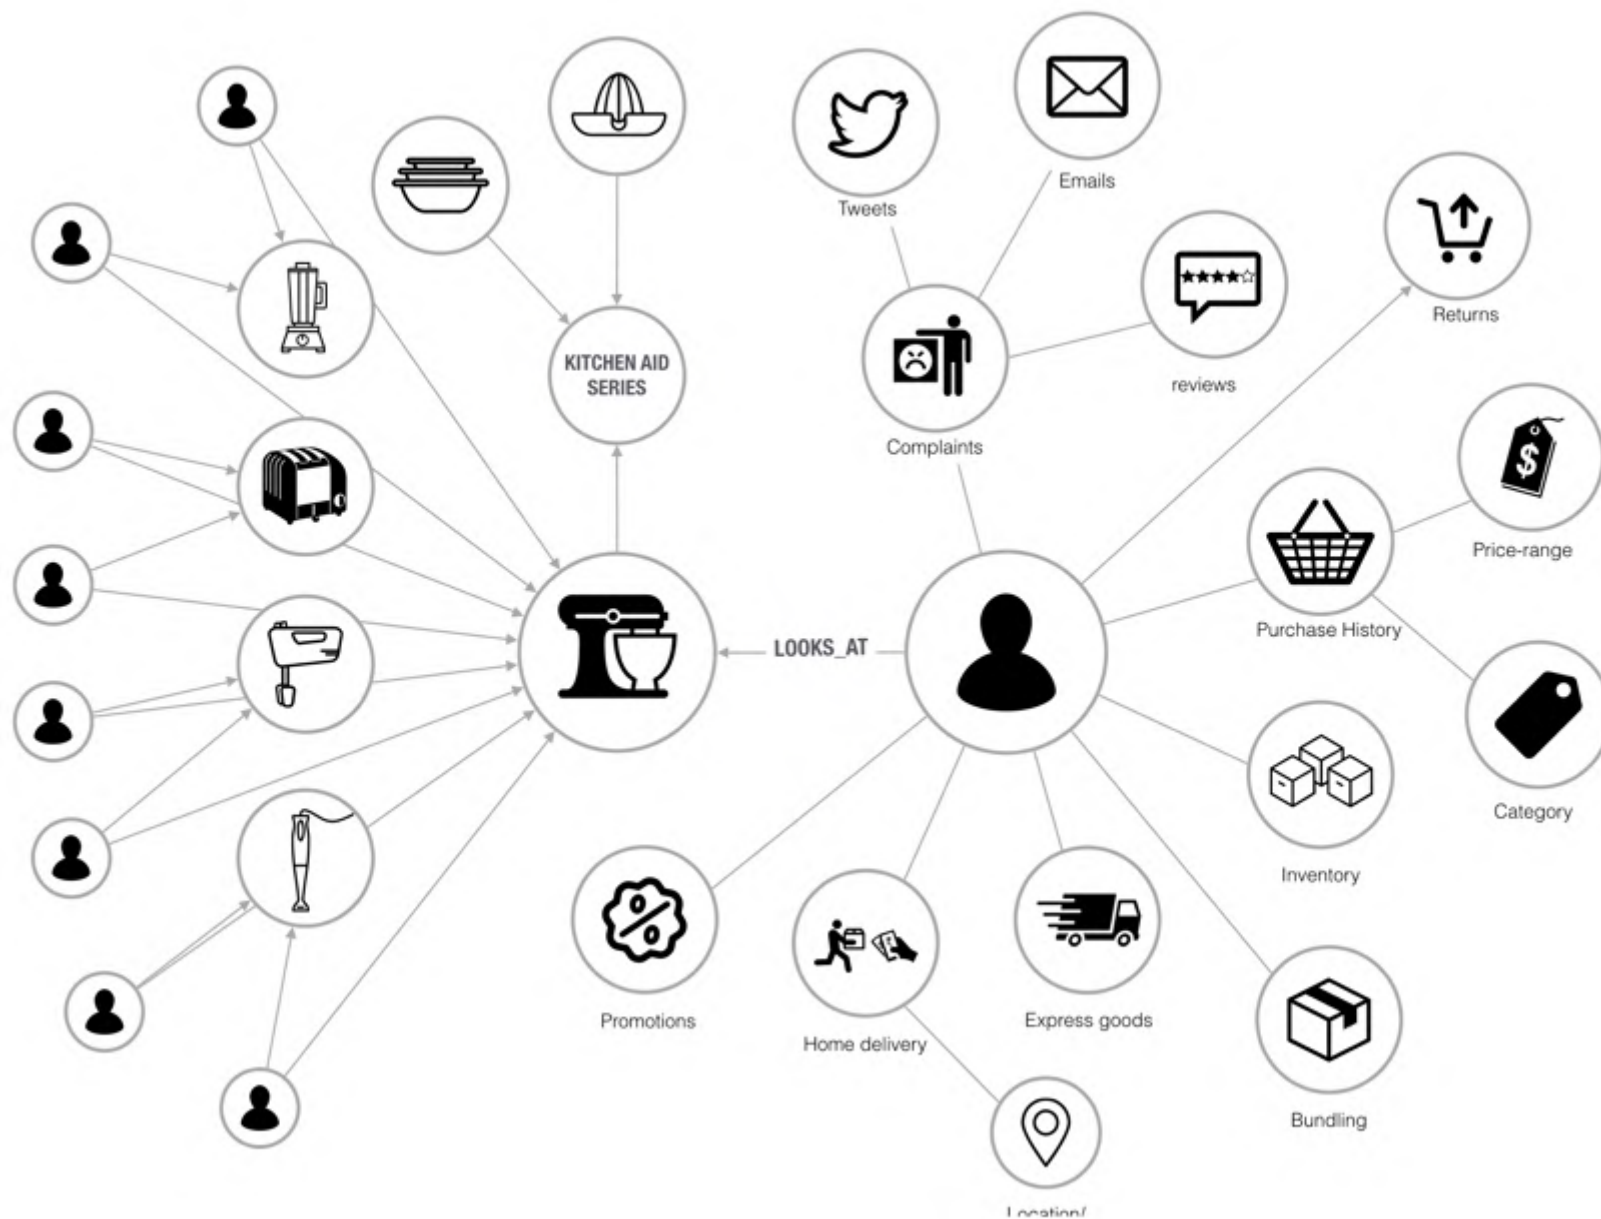 Emails
Tweets
Returns
KITCHEN AID
SERIES
reviews
Complaints
$
Price-range
Purchase History
LOOKS_AT
Category
Inventory
%
Promotions
Express goods
Home delivery
Bundling
Location/